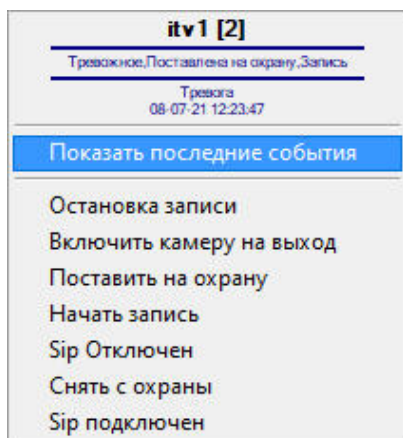 itv1 [2]
Тревожное,Поставлена на охрану,Запись
Тревога
08-07-21 12:23:47
Показать последние события
Остановка записи
Включить камеру на выход
Поставить на охрану
Начать запись
Sip Отключен
Снять с охраны
Sip подключен